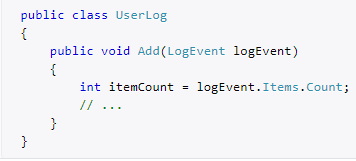 public class UserLog
{
    public void Add(LogEvent logEvent)
    {
        int itemCount = logEvent.Items.Count;
        // ...
    }
}